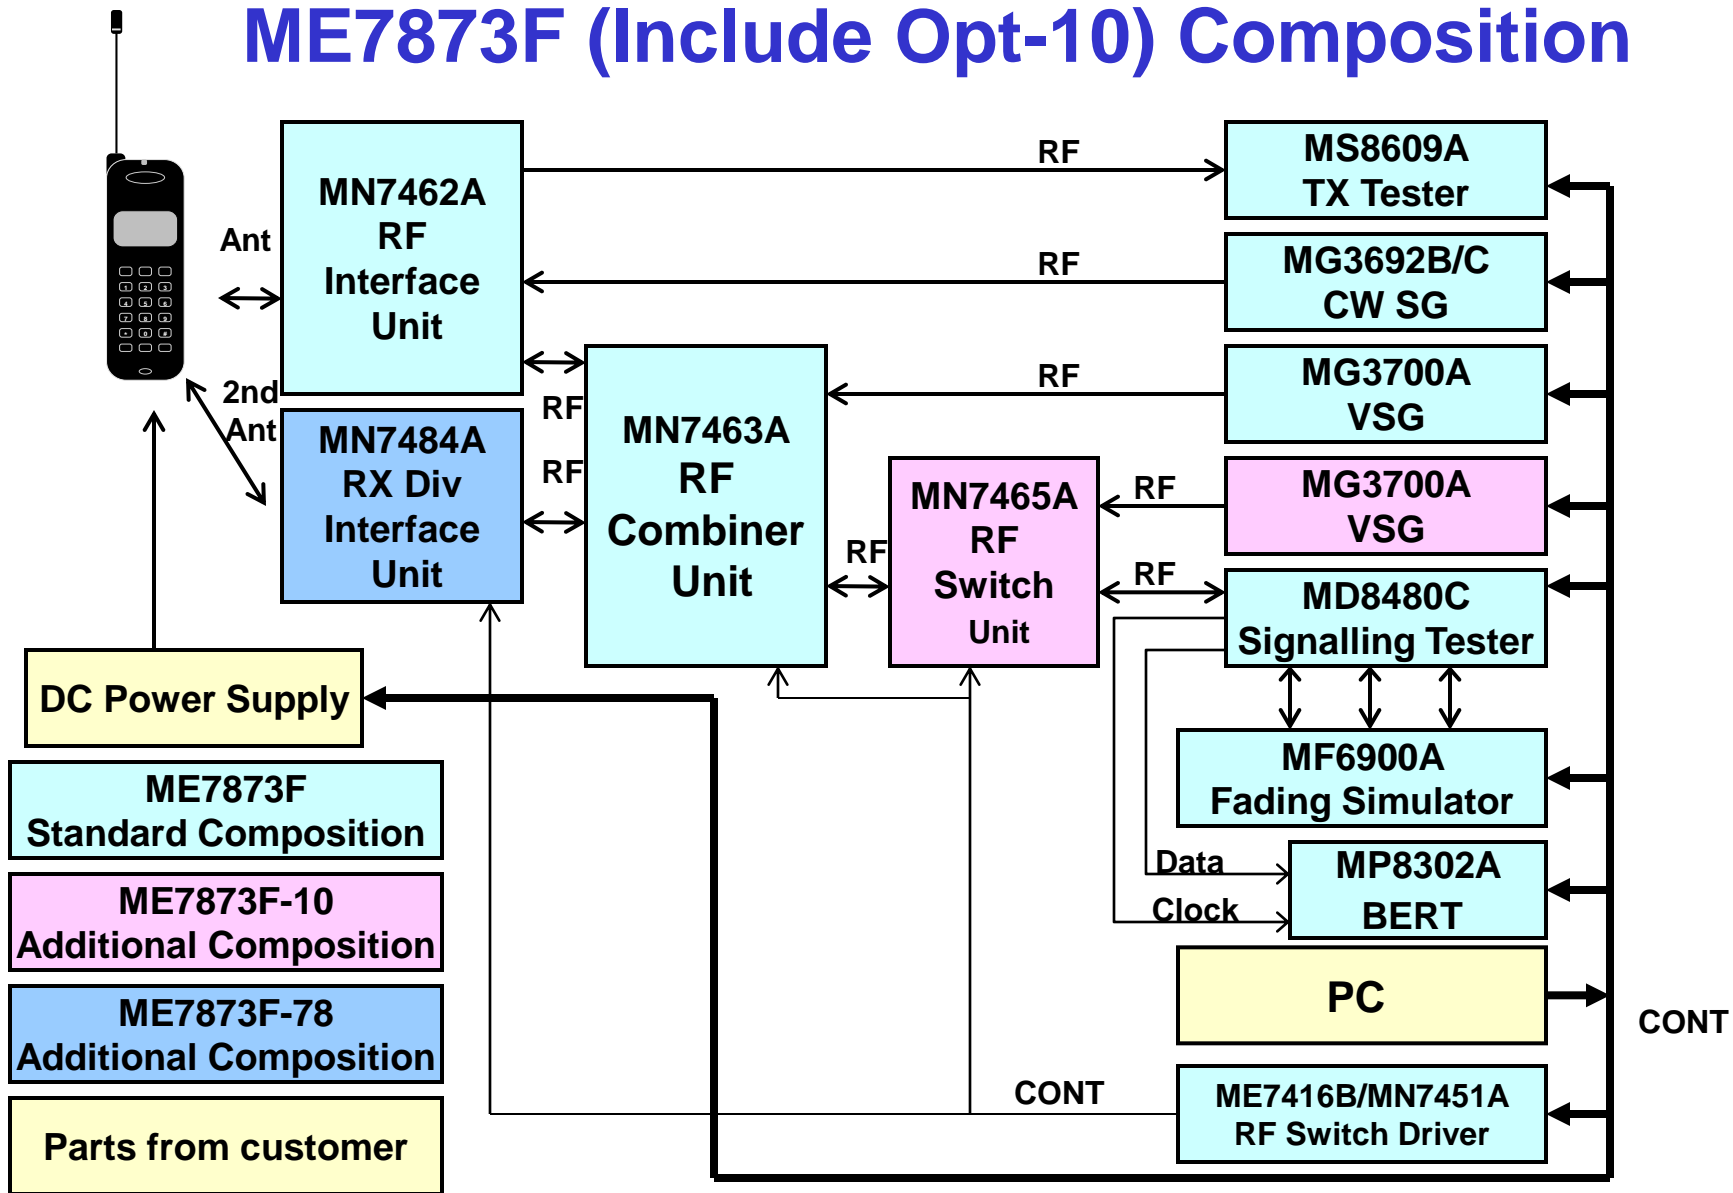 ME7873F (Include Opt-10) Composition
Ant
2nd
Ant
MN7462A
RF
Interface
Unit
MN7484A
RX Div
Interface
Unit
RF
RF
MN7463A
RF
Combiner
Unit
RF
MN7465A
RF
Switch
Unit
RF
RF
RF
RF
RF
MS8609A
TX Tester
MG3692B/C
CW SG
MG3700A
VSG
MG3700A
VSG
MD8480C
Signalling Tester
MF6900A
Fading Simulator
Data
Clock
MP8302A
BERT
PC
CONT
CONT
ME7416B/MN7451A
RF Switch Driver
DC Power Supply
ME7873F
Standard Composition
ME7873F-10
Additional Composition
ME7873F-78
Additional Composition
Parts from customer